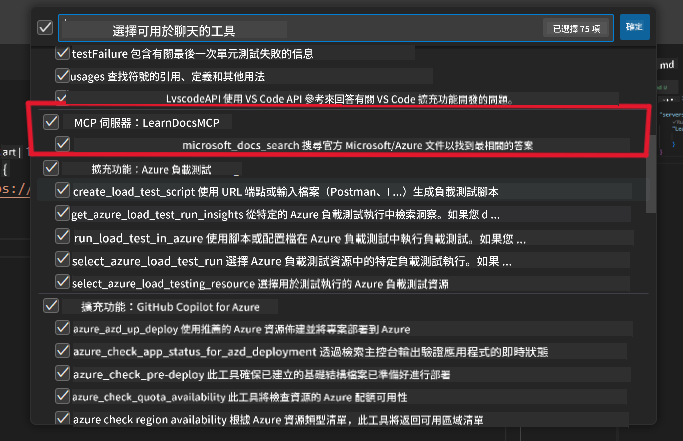 選擇可用於聊天的工具
已選擇 75 項
確定
testFailure 包含有關最後一次單元測試失敗的信息
usages 查找符號的引用、定義和其他用法
LvscodeAPI 使用 VS Code API 參考來回答有關 VS Code 擴充功能開發的問題。
MCP 伺服器：LearnDocsMCP
microsoft_docs_search 搜尋官方 Microsoft/Azure 文件以找到最相關的答案
擴充功能：Azure 負載測試
create_load_test_script 使用 URL 端點或輸入檔案（Postman、I ...）生成負載測試腳本
get_azure_load_test_run_insights 從特定的 Azure 負載測試執行中檢索洞察。如果您 d ...
run_load_test_in_azure 使用腳本或配置檔在 Azure 負載測試中執行負載測試。如果您 ...
select_azure_load_test_run 選擇 Azure 負載測試資源中的特定負載測試執行。如果 ...
select_azure_load_testing_resource 選擇用於測試執行的 Azure 負載測試資源
擴充功能：GitHub Copilot for Azure
azure_azd_up_deploy 使用推薦的 Azure 資源佈建並將專案部署到 Azure
azure_check_app_status_for_azd_deployment 透過檢索主控台輸出驗證應用程式的即時狀態
azure_check_pre-deploy 此工具確保已建立的基礎結構檔案已準備好進行部署
azure_check_quota_availability 此工具將檢查資源的 Azure 配額可用性
azure check region availability 根據 Azure 資源類型清單，此工具將返回可用區域清單
art|
{
s://
md
"servers
"Lea
}